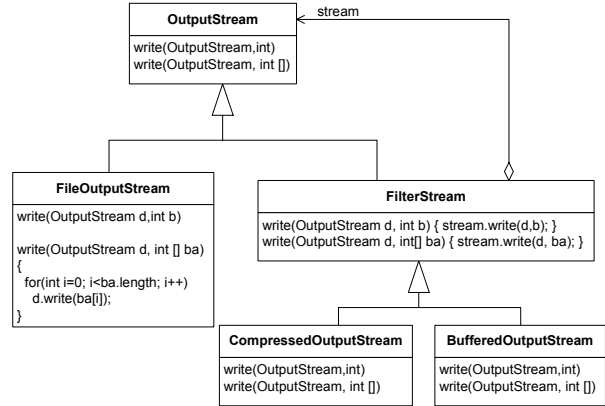 OutputStream
stream
write(OutputStream,int)
write(OutputStream, int [])
FileOutputStream
write(OutputStream d,int b)
write(OutputStream d, int [] ba)
{
for(int i=0; i<ba.length; i++)
d.write(ba[i]);
}
FilterStream
write(OutputStream d, int b) { stream.write(d,b); }
write(OutputStream d, int[] ba) { stream.write(d, ba); }
CompressedOutputStream
write(OutputStream,int)
write(OutputStream, int [])
BufferedOutputStream
write(OutputStream,int)
write(OutputStream, int [])